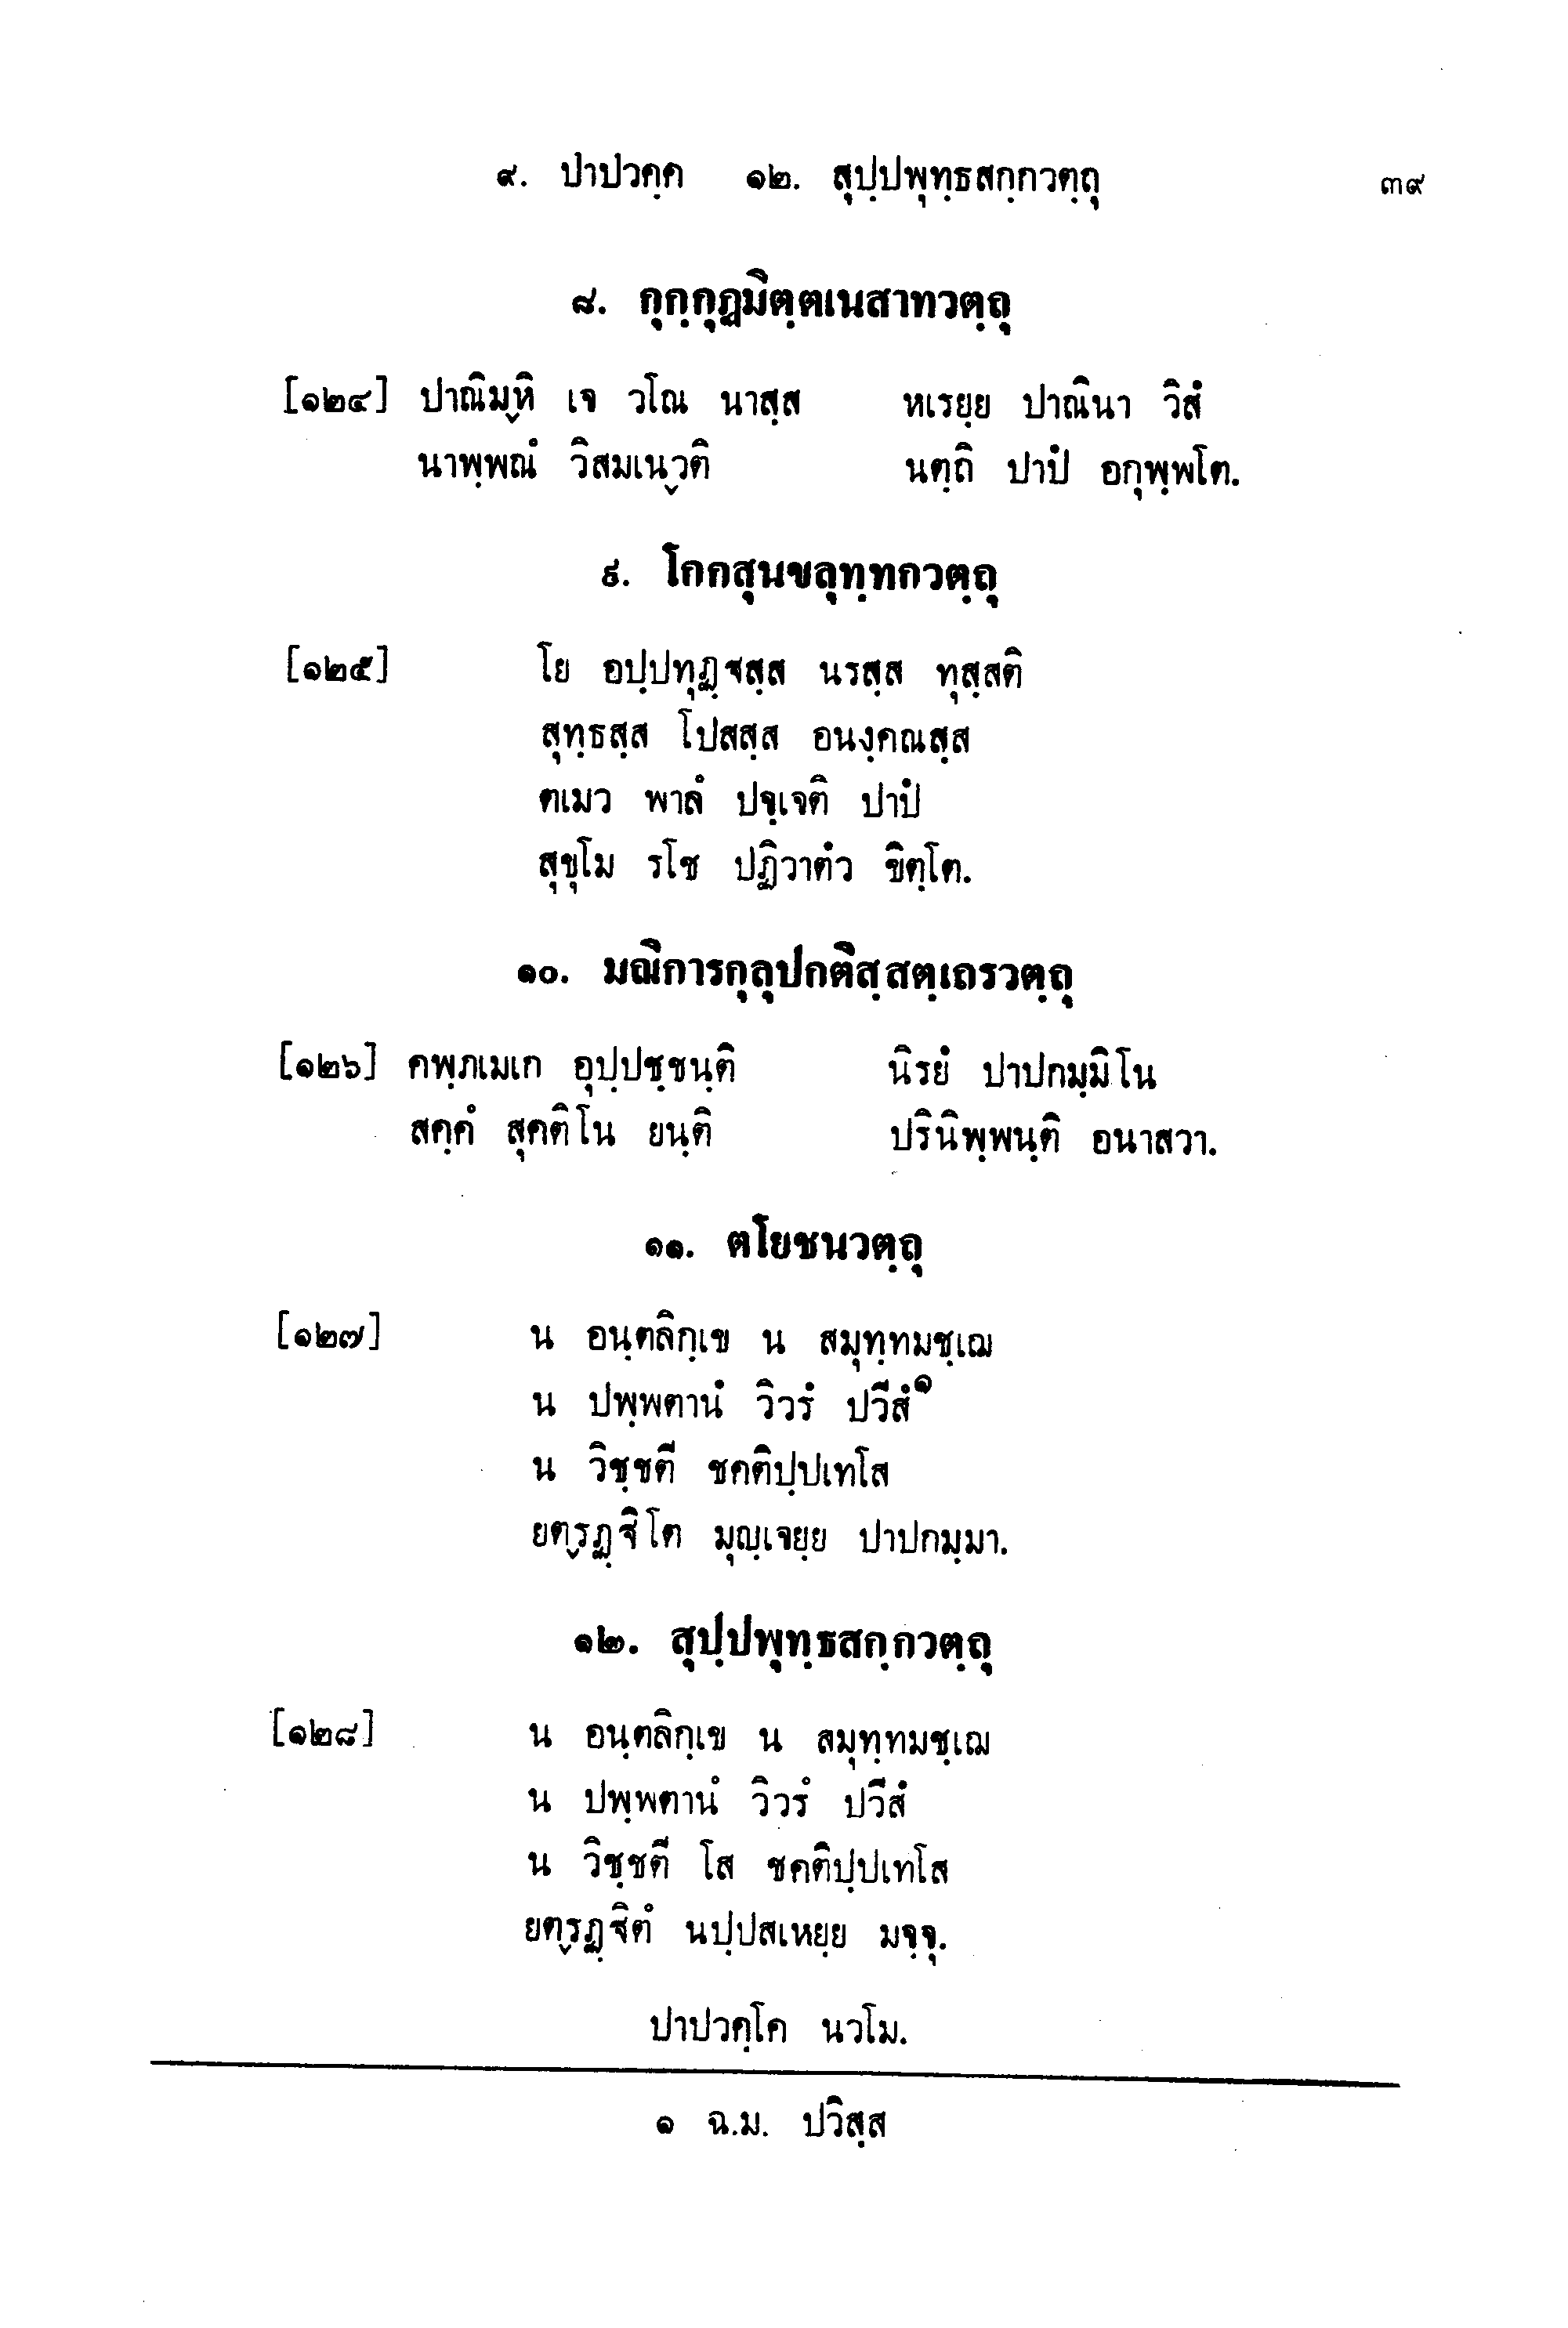 ๙. ปาปวคฺค ๑๒. สุปฺปพุทฺธสกฺกวตฺถุ ๓๙
๘. กุกฺกุฏมิตฺตเนสาทวตฺถุ
[๑๒๔] ปาณิมฺหิ เจ วโณ นาสฺส หเรยฺย ปาณินา วิสํ
นาพฺพณํ วิสมเนฺวติ นตฺถิ ปาปํ อกุพฺพโต.
๙. โกกสุนขลุทฺทกวตฺถุ
[๑๒๕] โย อปฺปทุฏฺฐสฺส นรสฺส ทุสฺสติ
สุทฺธสฺส โปสสฺส อนงฺคณสฺส
ตเมว พาลํ ปจฺเจติ ปาปํ
สุขุโม รโช ปฏิวาตํว ขิตฺโต.
๑๐. มณิการกุลุปกติสฺสตฺเถรวตฺถุ
[๑๒๖] คพฺภเมเก อุปฺปชฺชนฺติ นิรยํ ปาปกมฺมิโน
สคฺคํ สุคติโน ยนฺติ ปรินิพฺพนฺติ อนาสวา.
๑๑. ตโยชนวตฺถุ
[๑๒๗] น อนฺตลิกฺเข น สมุทฺทมชฺเฌ
น ปพฺพตานํ วิวรํ ปวีสํ๑
น วิชฺชตี ชคติปฺปเทโส
ยตฺรฏฺฐิโต มุญฺเจยฺย ปาปกมฺมา.
๑๒. สุปฺปพุทฺธสกฺกวตฺถุ
[๑๒๘] น อนฺตลิกฺเข น สมุทฺทมชฺเฌ
น ปพฺพตานํ วิวรํ ปวีสํ
น วิชฺชตี โส ชคติปฺปเทโส
ยตฺรฏฺฐิตํ นปฺปสเหยฺย มจฺจุ.
ปาปวคฺโค นวโม.
๑ ฉ.ม. ปวิสฺส